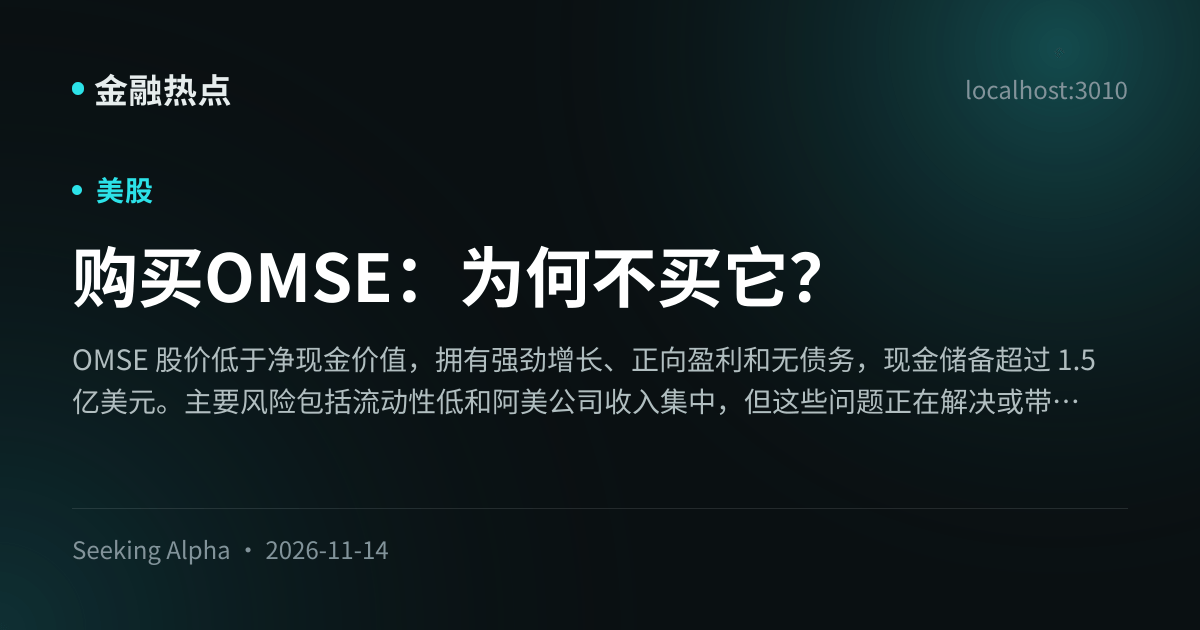 金融热点
localhost:3010
美股
购买OMSE：为何不买它？
OMSE 股价低于净现金价值，拥有强劲增长、正向盈利和无债务，现金储备超过 1.5
亿美元。主要风险包括流动性低和阿美公司收入集中，但这些问题正在解决或带…
Seeking Alpha · 2026-11-14